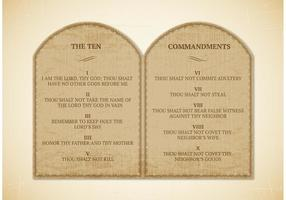 THE TEN
I
I AM THE LORD, THY GOD; THOU SHALT
HAVE NO OTHER GODS BEFORE ME
II
THOU SHALT NOT TAKE THE NAME OF
THE LORD THY GOD IN VAIN
III
REMEMBER TO KEEP HOLY THE
LORD'S DAY
IIII
HONOR THY FATHER AND THY MOTHER
V
THOU SHALT NOT KILL
COMMANDMENTS
VI
THOU SHALT NOT COMMIT ADULTERY
VII
THOU SHALT NOT STEAL
VIII
THOU SHALT NOT BEAR FALSE WITNESS
AGAINST THY NEIGHBOR
VIIII
THOU SHALT NOT COVET THY
NEIGHBOR'S WIFE.
X
THOU SHALT NOT COVET THY
NEIGHBOR'S GOODS